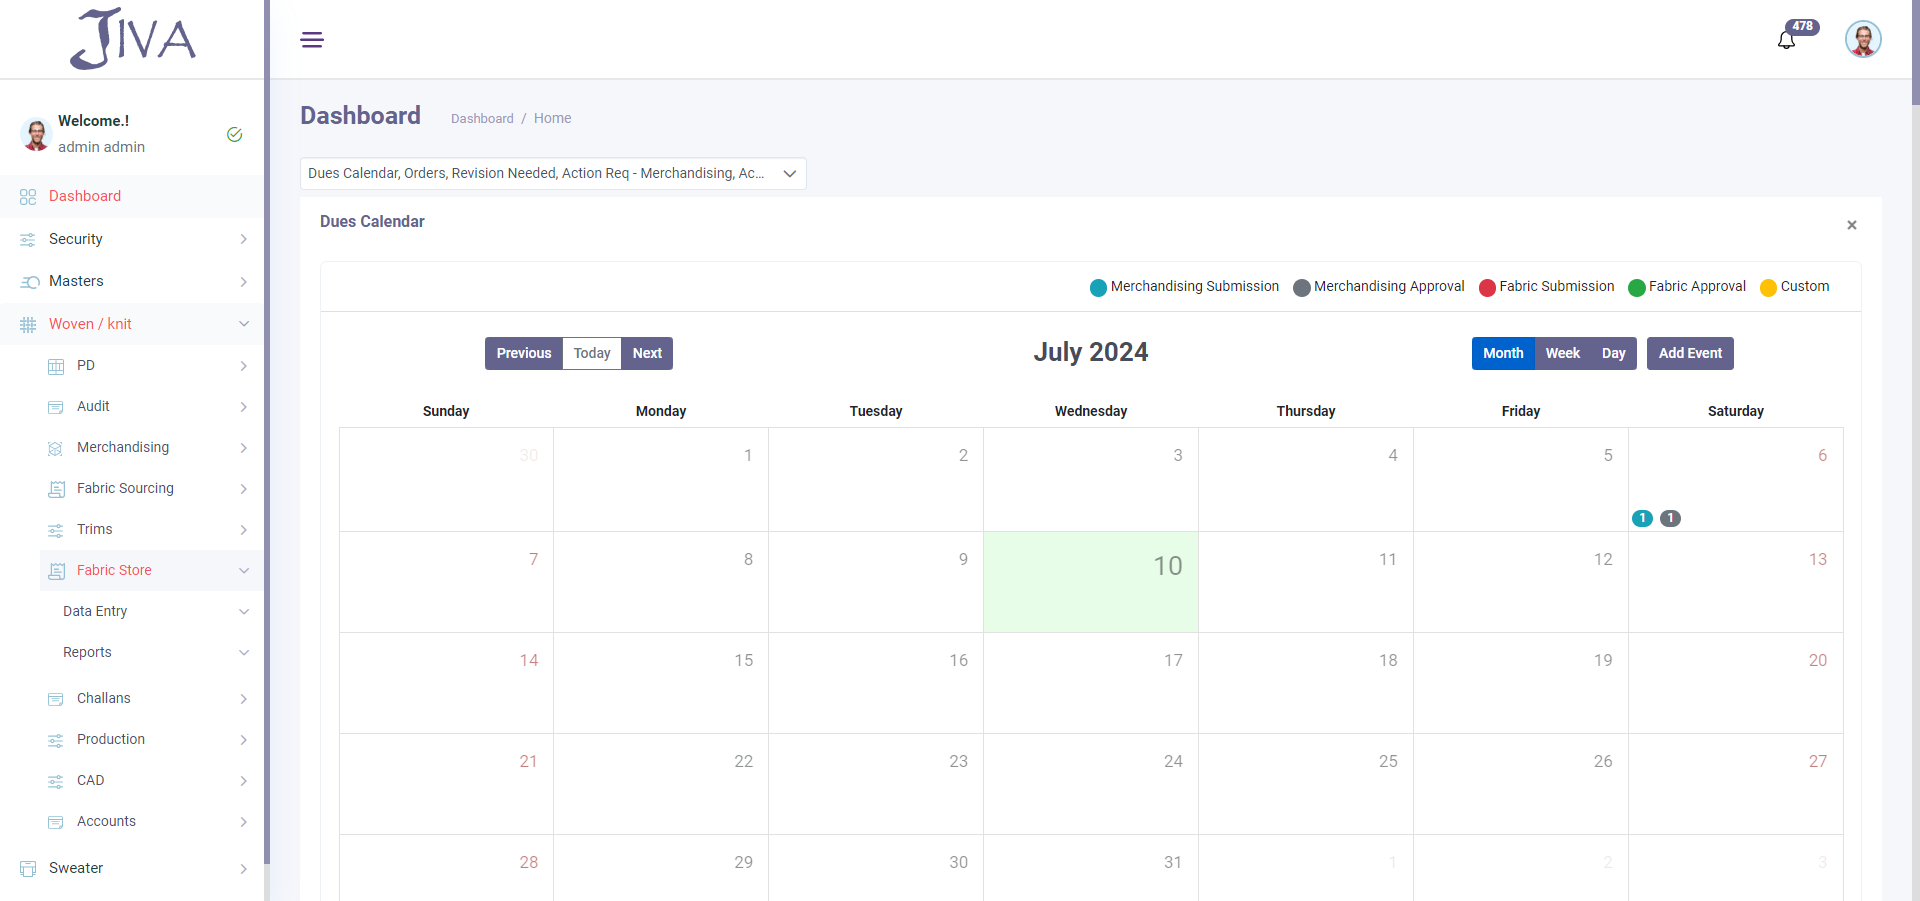 JIVA
478
Welcome.!
admin admin
Dashboard
Security
Masters
Woven / knit
PD
Audit
Merchandising
Fabric Sourcing
Trims
Fabric Store
Data Entry
Reports
Challans
Production
CAD
Accounts
Sweater
Dashboard
Dashboard / Home
Dues Calendar, Orders, Revision Needed, Action Req - Merchandising, Ac...
Dues Calendar
×
Merchandising Submission Merchandising Approval Fabric Submission Fabric Approval Custom
Previous Today Next
July 2024
Month Week Day Add Event
Sunday Monday Tuesday Wednesday Thursday Friday Saturday
30 1 2 3 4 5 6
1 1
7 8 9 10 11 12 13
14 15 16 17 18 19 20
21 22 23 24 25 26 27
28 29 30 31 1 2 3